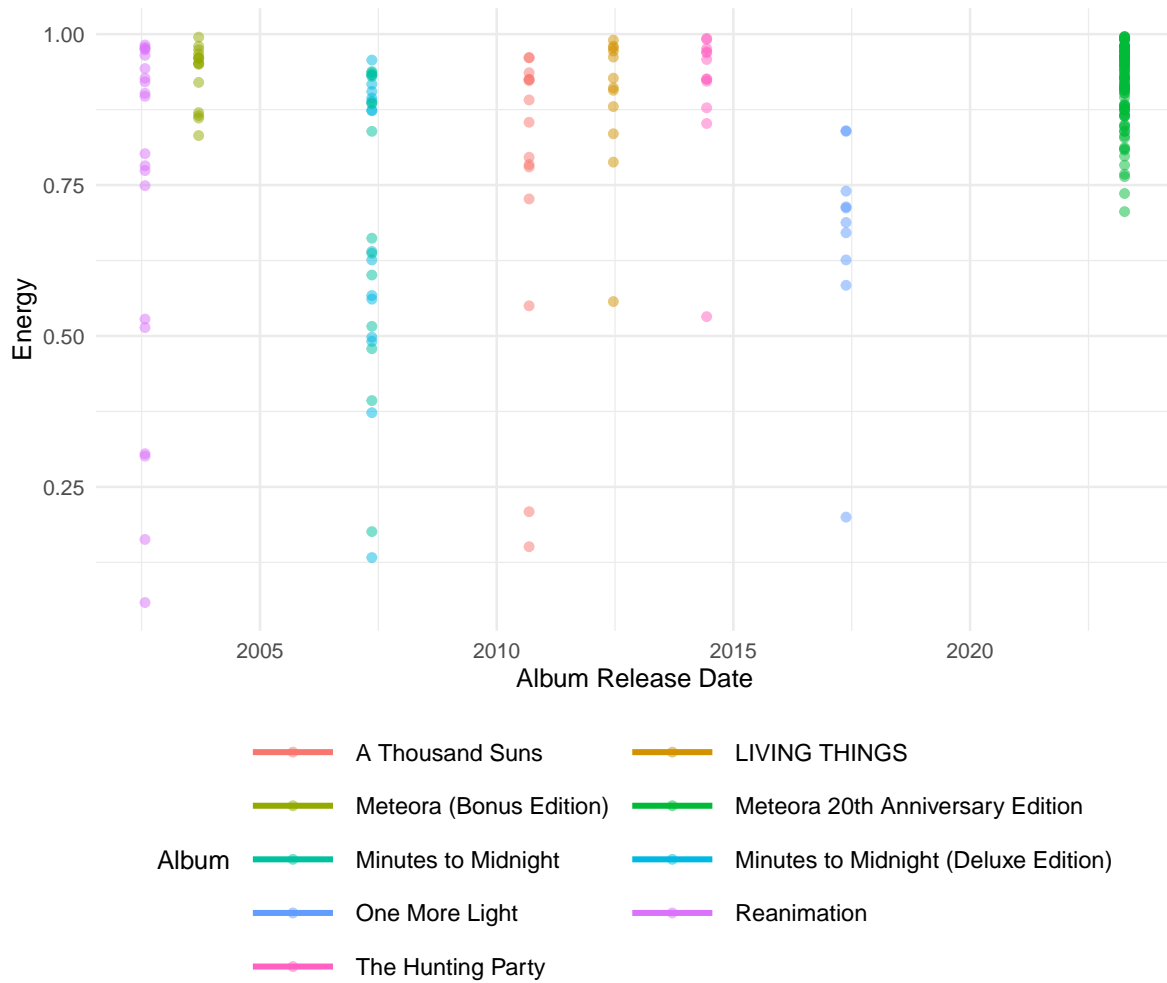 1.00
0.75
0.50
0.25
Energy
2005 2010 2015 2020
Album Release Date
Album
A Thousand Suns LIVING THINGS
Meteora (Bonus Edition) Meteora 20th Anniversary Edition
Minutes to Midnight Minutes to Midnight (Deluxe Edition)
One More Light Reanimation
The Hunting Party